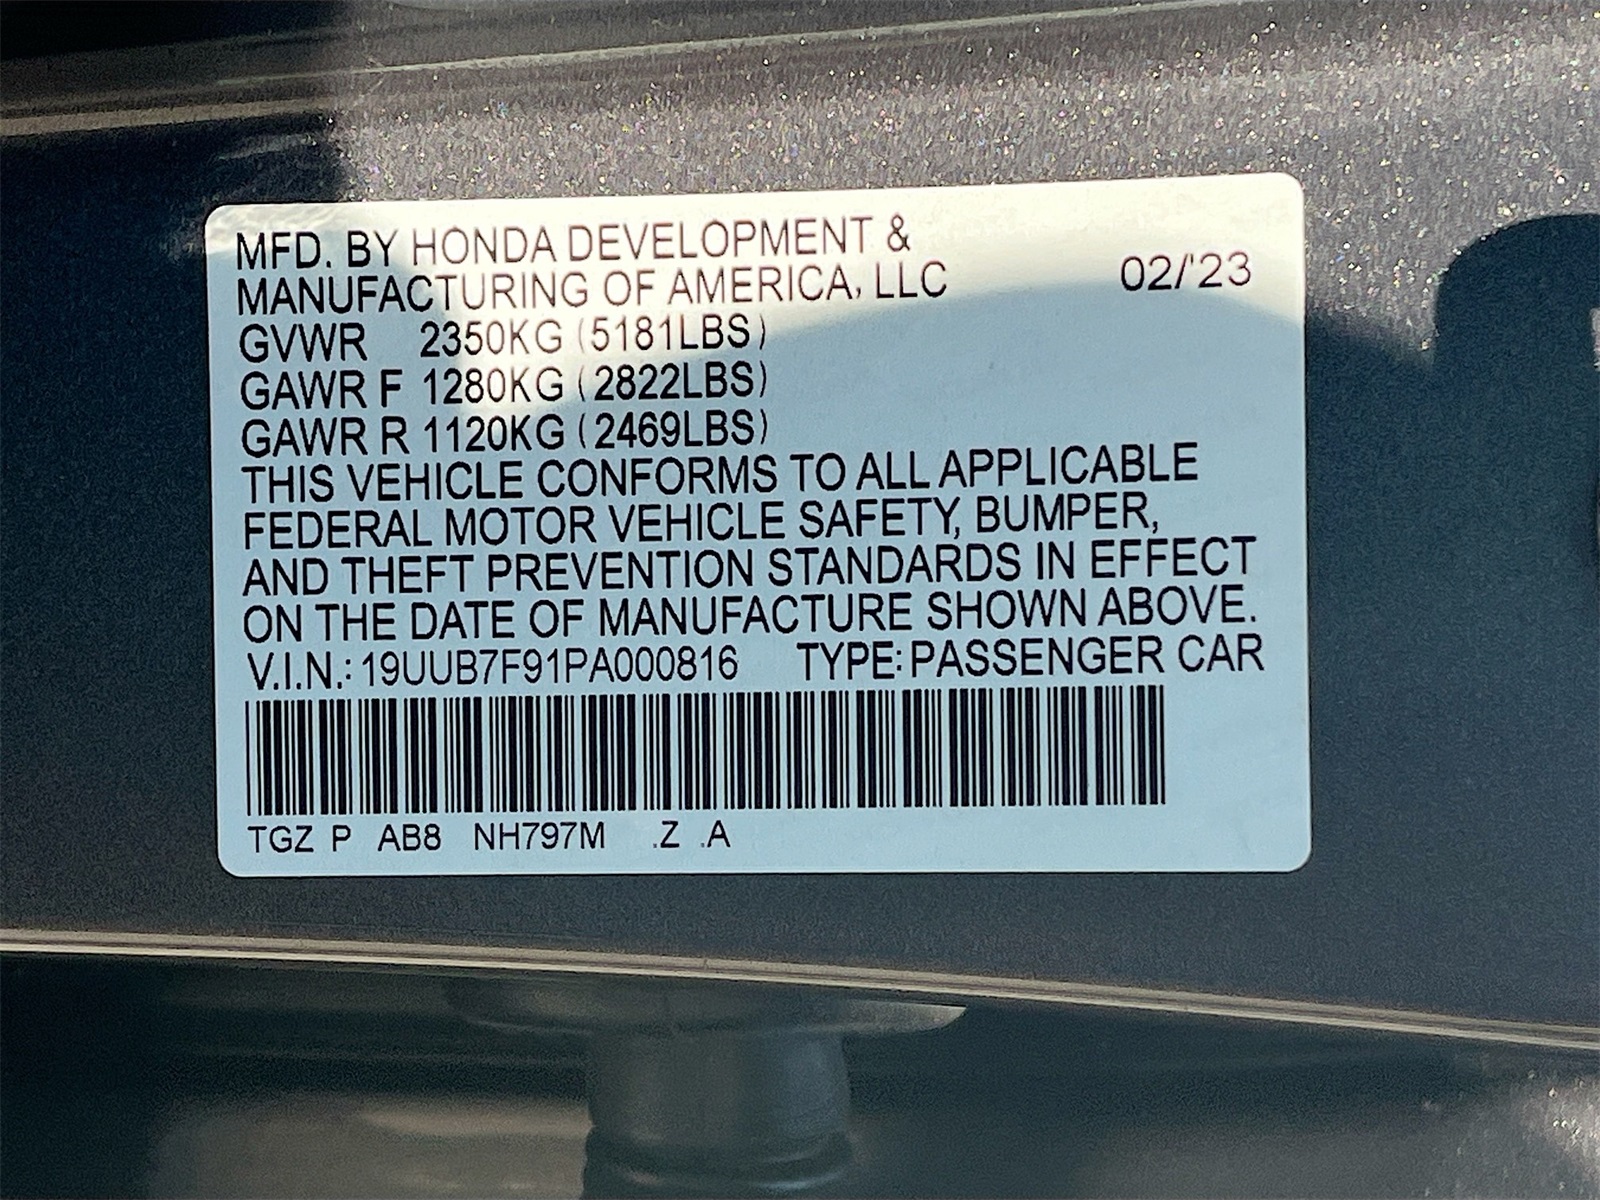 MFD. BY HONDA DEVELOPMENT &
MANUFACTURING OF AMERICA, LLC 02/'23
GVWR 2350KG (5181LBS)
GAWR F 1280KG (2822LBS)
GAWR R 1120KG (2469LBS)
THIS VEHICLE CONFORMS TO ALL APPLICABLE
FEDERAL MOTOR VEHICLE SAFETY, BUMPER,
AND THEFT PREVENTION STANDARDS IN EFFECT
ON THE DATE OF MANUFACTURE SHOWN ABOVE.
V.I.N.: 19UUB7F91PA000816 TYPE: PASSENGER CAR
TGZ P AB8 NH797M .Z .A